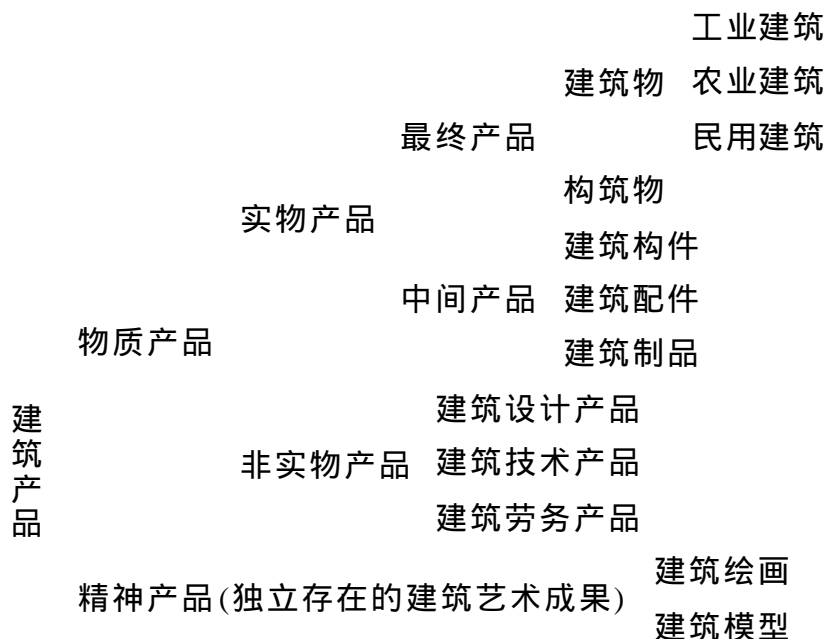 工业建筑
建筑物 农业建筑
最终产品 民用建筑
构筑物
实物产品
建筑构件
中间产品 建筑配件
物质产品
建筑制品
建筑产品
建筑设计产品
非实物产品 建筑技术产品
建筑劳务产品
建筑绘画
精神产品(独立存在的建筑艺术成果)
建筑模型